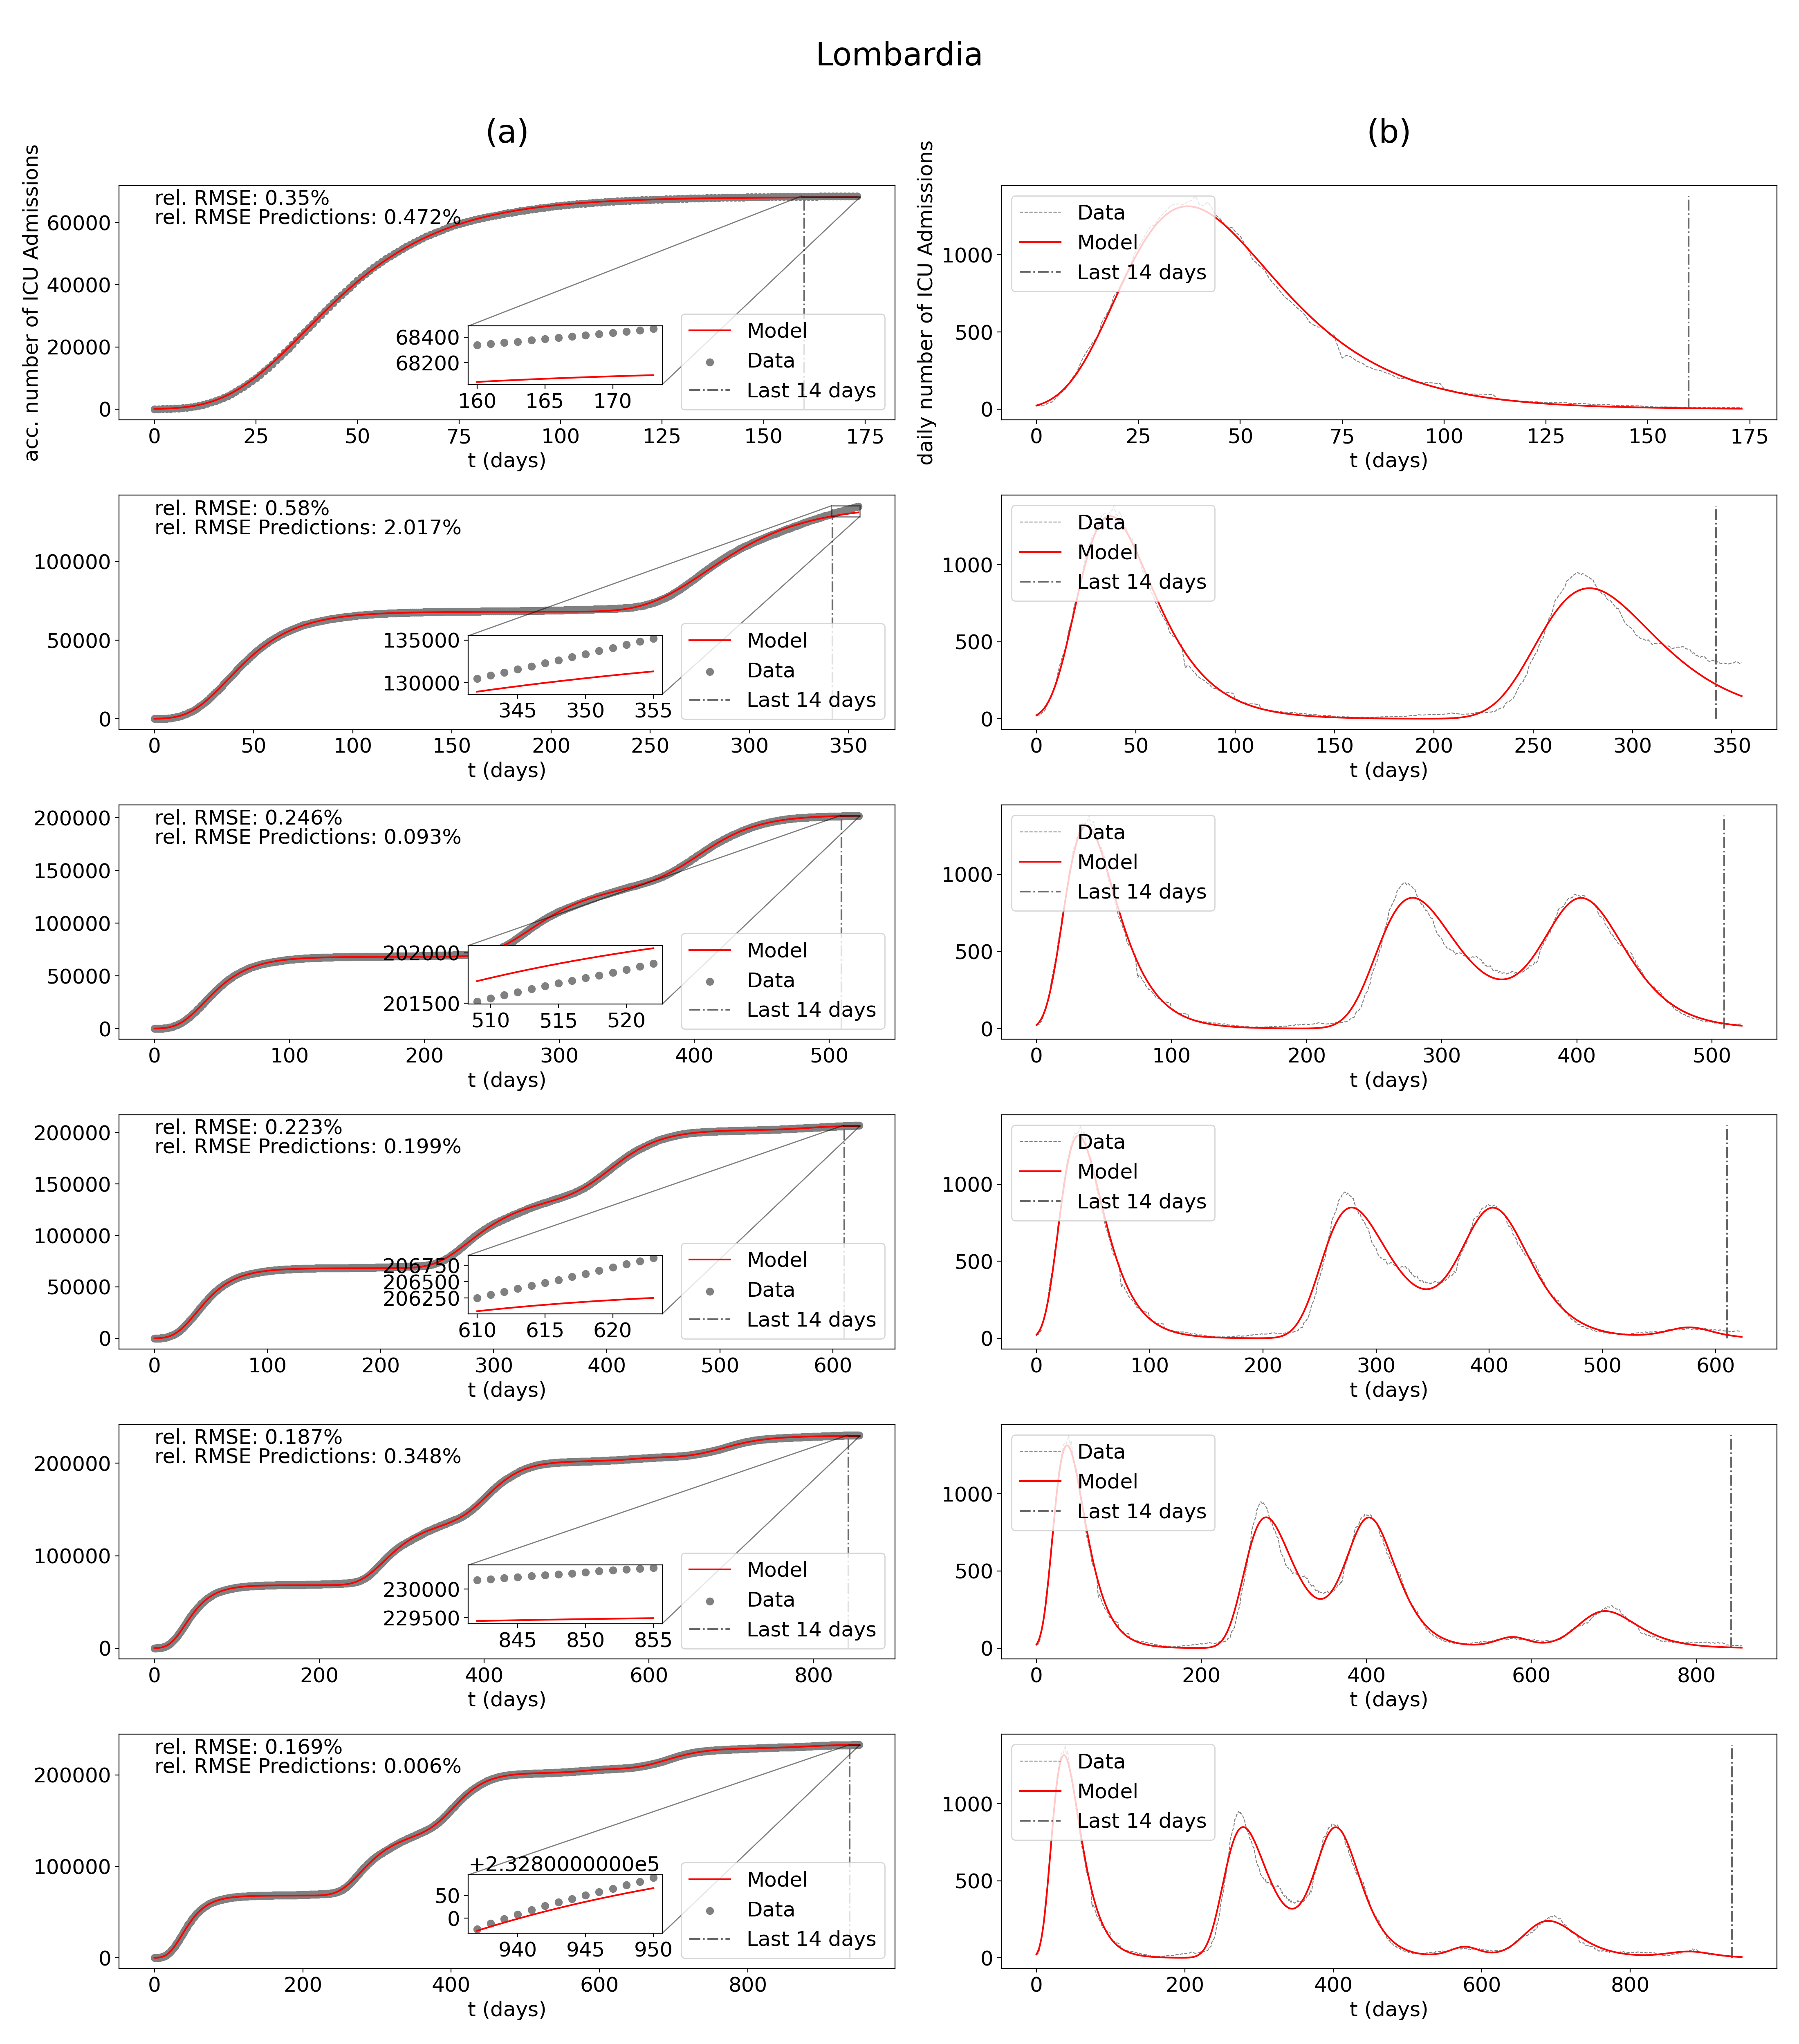 Lombardia
(a)
(b)
acc. number of ICU Admissions
rel. RMSE: 0.35%
rel. RMSE Predictions: 0.472%
60000
40000
20000
0
68400
68200
160 165 170
Model
Data
Last 14 days
0 25 50 75 100 125 150 175
t (days)
daily number of ICU Admissions
Data
Model
Last 14 days
1000
500
0
0 25 50 75 100 125 150 175
t (days)
rel. RMSE: 0.58%
rel. RMSE Predictions: 2.017%
100000
50000
0
135000
130000
345 350 355
Model
Data
Last 14 days
0 50 100 150 200 250 300 350
t (days)
Data
Model
Last 14 days
1000
500
0
0 50 100 150 200 250 300 350
t (days)
rel. RMSE: 0.246%
rel. RMSE Predictions: 0.093%
200000
150000
100000
50000
0
202000
201500
510 515 520
Model
Data
Last 14 days
0 100 200 300 400 500
t (days)
Data
Model
Last 14 days
1000
500
0
0 100 200 300 400 500
t (days)
rel. RMSE: 0.223%
rel. RMSE Predictions: 0.199%
200000
150000
100000
50000
0
206750
206500
206250
610 615 620
Model
Data
Last 14 days
0 100 200 300 400 500 600
t (days)
Data
Model
Last 14 days
1000
500
0
0 100 200 300 400 500 600
t (days)
rel. RMSE: 0.187%
rel. RMSE Predictions: 0.348%
200000
100000
0
230000
229500
845 850 855
Model
Data
Last 14 days
0 200 400 600 800
t (days)
Data
Model
Last 14 days
1000
500
0
0 200 400 600 800
t (days)
rel. RMSE: 0.169%
rel. RMSE Predictions: 0.006%
200000
100000
0
+2.3280000000e5
50
0
940 945 950
Model
Data
Last 14 days
0 200 400 600 800
t (days)
Data
Model
Last 14 days
1000
500
0
0 200 400 600 800
t (days)